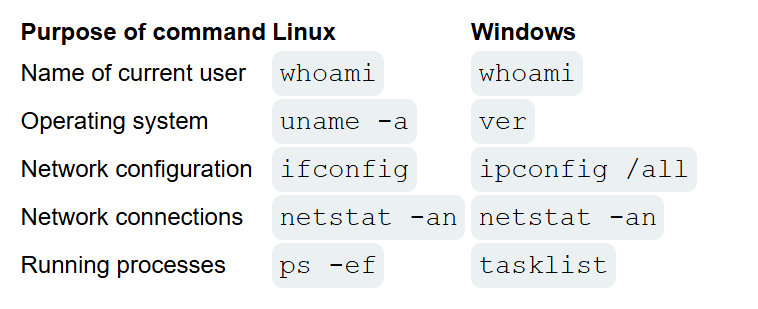 Purpose of command Linux Windows
Name of current user whoami whoami
Operating system uname -a ver
Network configuration ifconfig ipconfig /all
Network connections netstat -an netstat -an
Running processes ps -ef tasklist